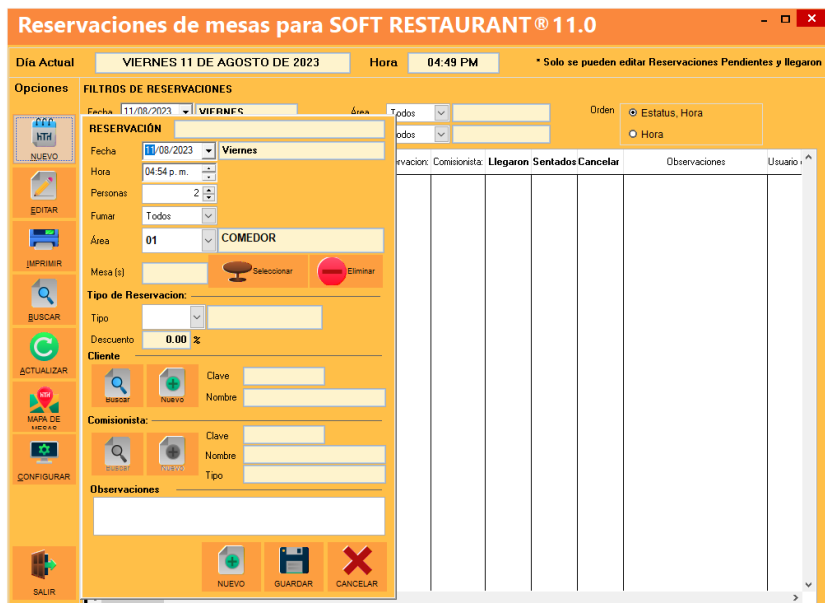 Reservaciones de mesas para SOFT RESTAURANT® 11.0
Día Actual VIERNES 11 DE AGOSTO DE 2023 Hora 04:49 PM * Solo se pueden editar Reservaciones Pendientes y llegaron
Opciones FILTROS DE RESERVACIONES
Fecha 11/08/2023 VIERNES Área Todos Orden Estatus, Hora
Todos Hora
HTH
NUEVO
EDITAR
IMPRIMIR
BUSCAR
ACTUALIZAR
HTH
MAPA DE
MESAS
CONFIGURAR
SALIR
RESERVACIÓN
Fecha 11/08/2023 Viernes
Hora 04:54 p. m.
Personas 2
Fumar Todos
Área 01 COMEDOR
Mesa (s) Seleccionar Eliminar
Tipo de Reservacion:
Tipo
Descuento 0.00 %
Cliente
Buscar Nuevo Clave
Nombre
Comisionista:
Buscar Nuevo Clave
Nombre
Tipo
Observaciones
NUEVO GUARDAR CANCELAR
Comisionista: Llegaron Sentados Cancelar Observaciones Usuario